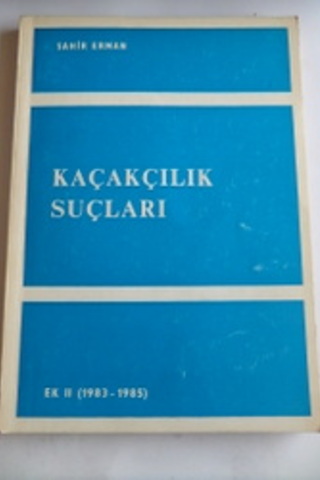 SAHİR ERMAN
KAÇAKÇILIK
SUÇLARI
EK II (1983-1985)